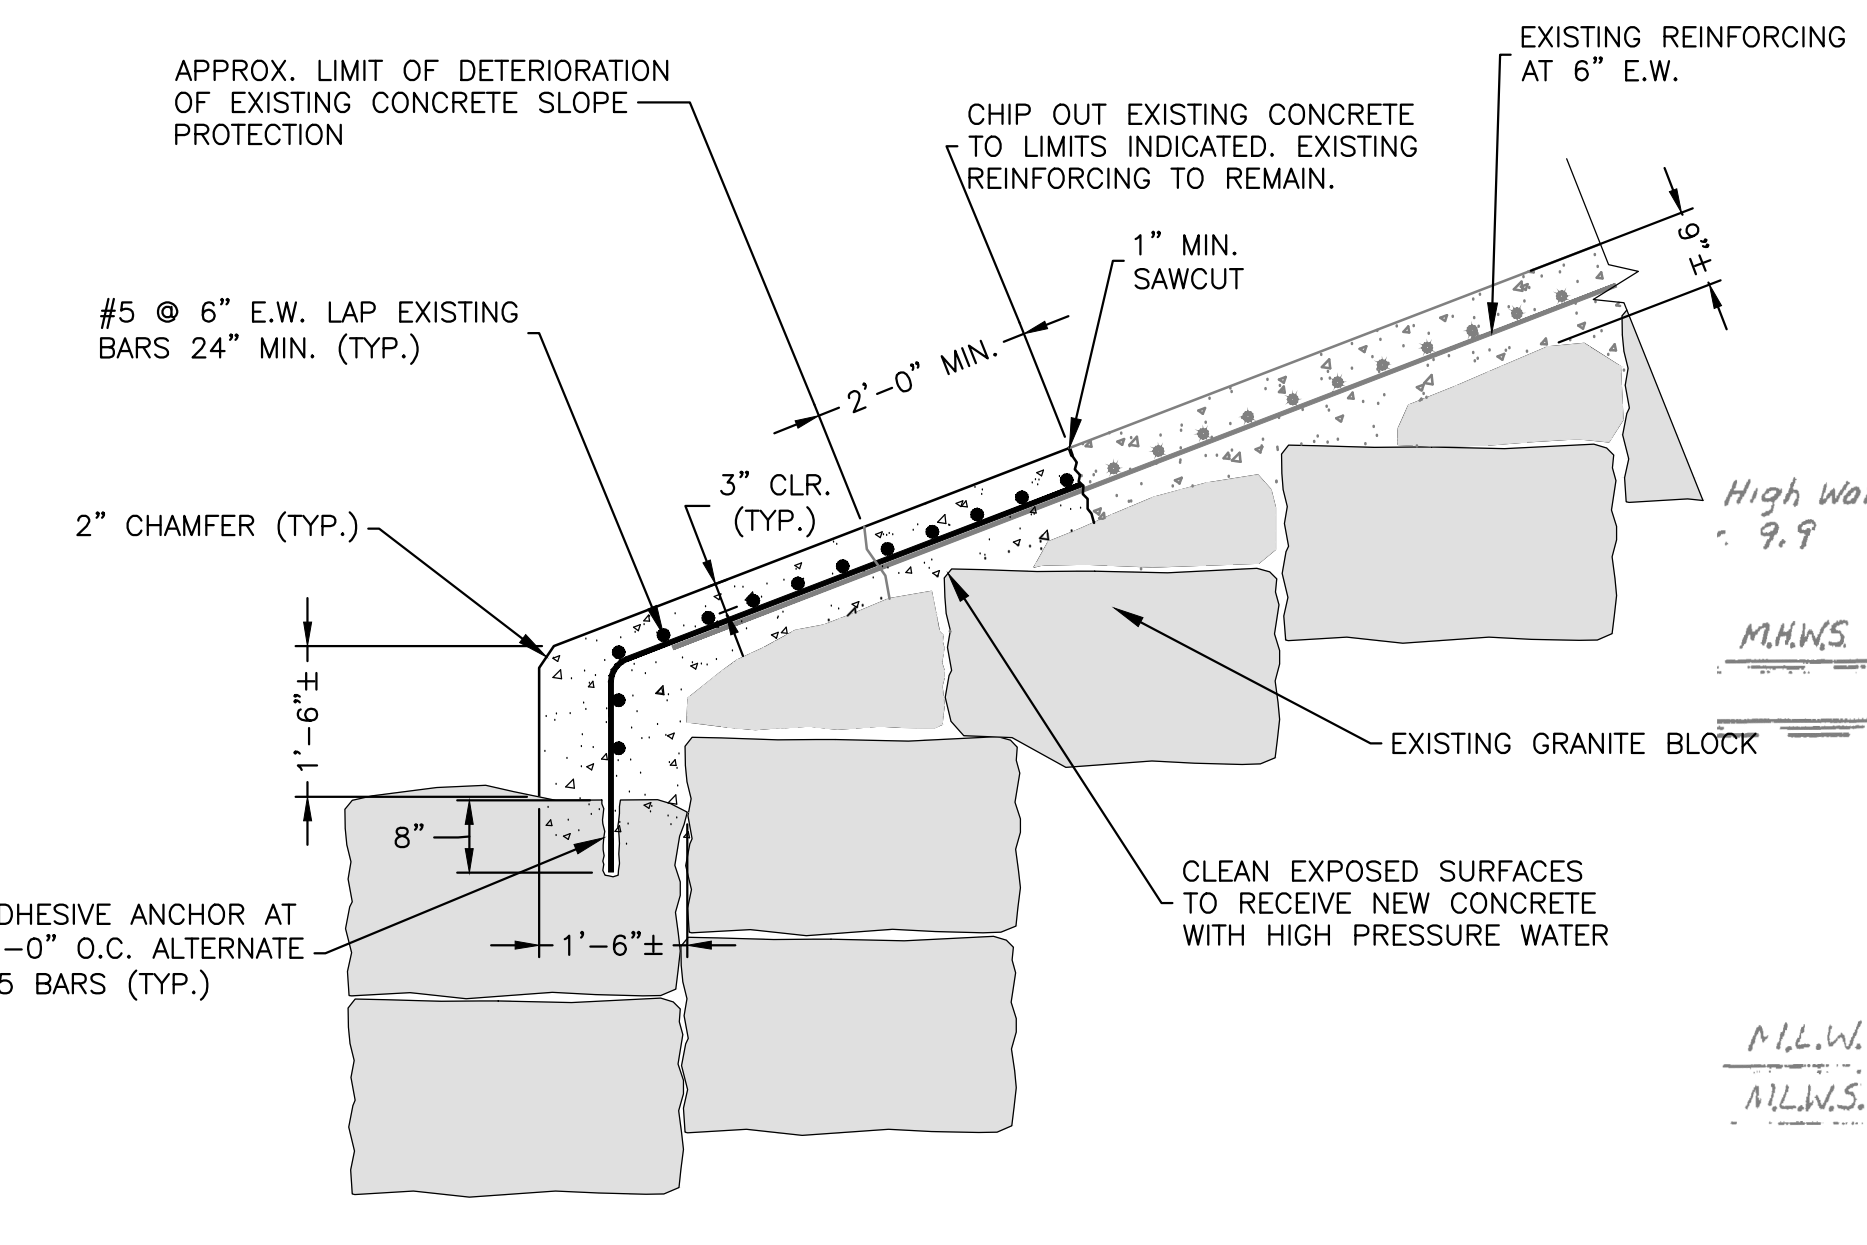 EXISTING REINFORCING
AT 6" E.W.
APPROX. LIMIT OF DETERIORATION
OF EXISTING CONCRETE SLOPE
PROTECTION
CHIP OUT EXISTING CONCRETE
TO LIMITS INDICATED. EXISTING
REINFORCING TO REMAIN.
1" MIN.
SAWCUT
9"±
#5 @ 6" E.W. LAP EXISTING
BARS 24" MIN. (TYP.)
2'-0" MIN.
3" CLR.
(TYP.)
2" CHAMFER (TYP.)
High
9.9
M.H.W.S.
1'-6"±
EXISTING GRANITE BLOCK
8"
CLEAN EXPOSED SURFACES
TO RECEIVE NEW CONCRETE
WITH HIGH PRESSURE WATER
DHESIVE ANCHOR AT
-0" O.C. ALTERNATE
5 BARS (TYP.)
1'-6"±
M.L.W.
M.L.W.S.